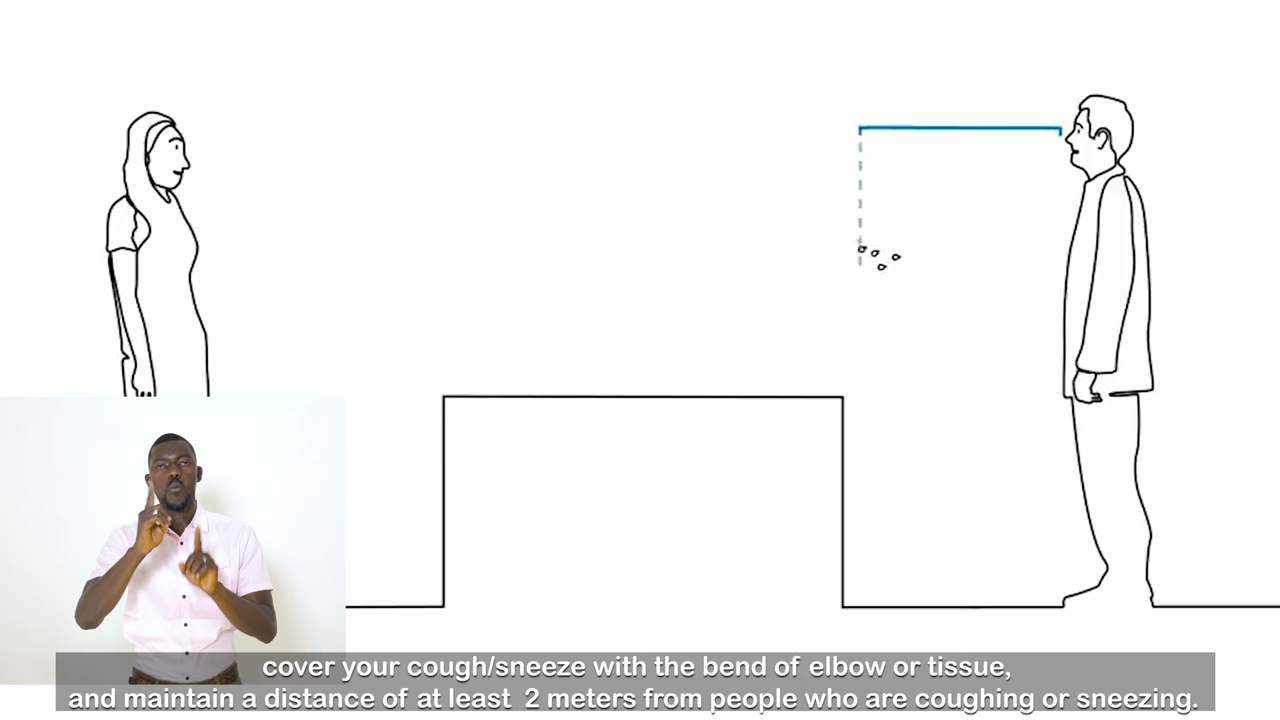 cover your cough/sneeze with the bend of elbow or tissue,
and maintain a distance of at least 2 meters from people who are coughing or sneezing.